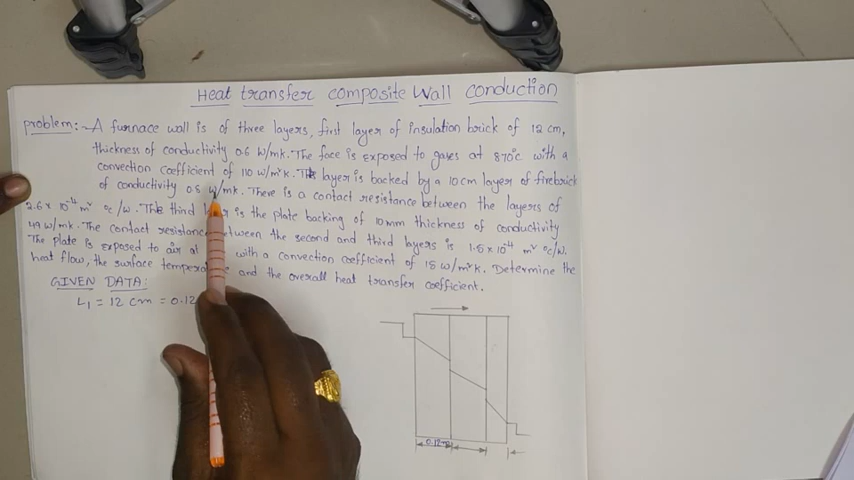 Heat transfer composite Wall conduction
problem:- A furnace wall is of three layers, first layer of insulation brick of 12 cm,
thickness of conductivity 0.6 W/mk. The face is exposed to gases at 870°C with a
convection coefficient of 110 W/m²k. The layer is backed by a 10 cm layer of firebrick
of conductivity 0.8 W/mk. There is a contact resistance between the layers of
2.6 x 10⁻⁴ m² °c/W. The third layer is the plate backing of 10mm thickness of conductivity
49 W/mk. The contact resistance between the second and third layers is 1.5 x 10⁻⁴ m² °c/W.
The plate is exposed to air at with a convection coefficient of 15 W/m²k. Determine the
heat flow, the surface and the overall heat transfer coefficient.
GIVEN DATA:
L₁ = 12 cm = 0.12